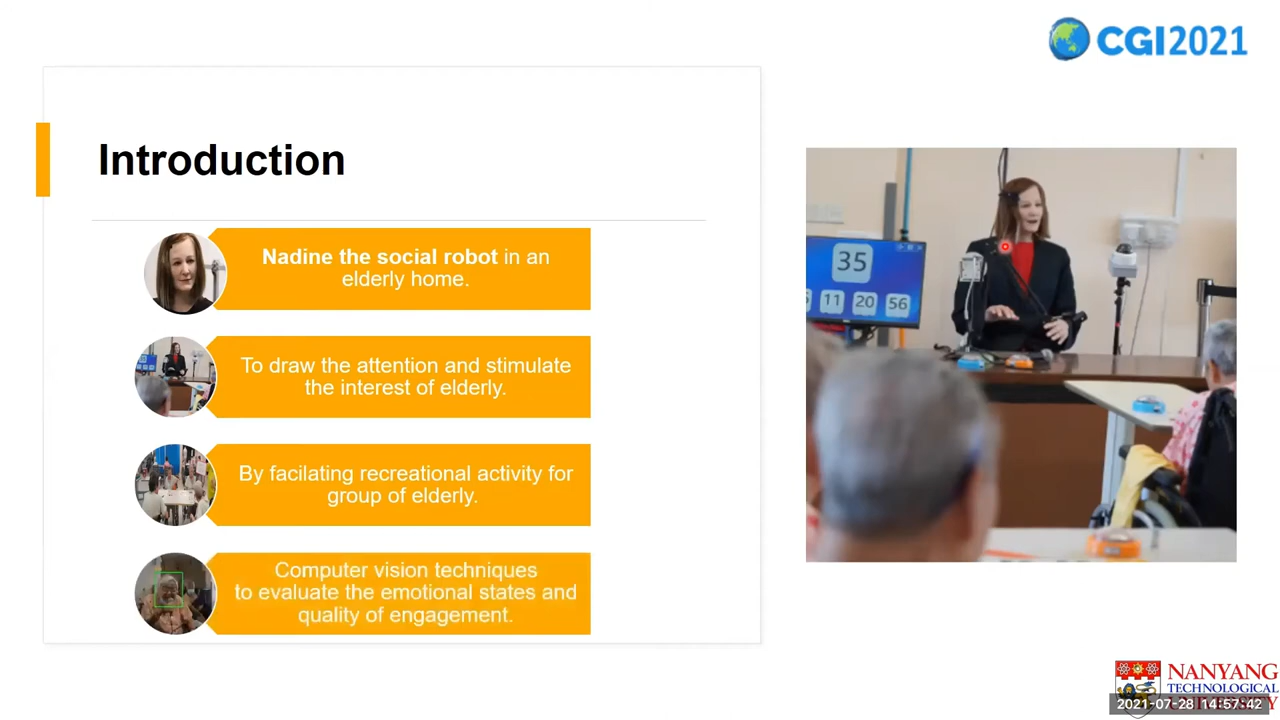 CGI2021
Introduction
Nadine the social robot in an
elderly home.
To draw the attention and stimulate
the interest of elderly.
By facilating recreational activity for
group of elderly.
Computer vision techniques
to evaluate the emotional states and
quality of engagement.
35
11 20 56
NANYANG
TECHNOLOGICAL
UNIVERSITY
2021-07-28 14:57:42